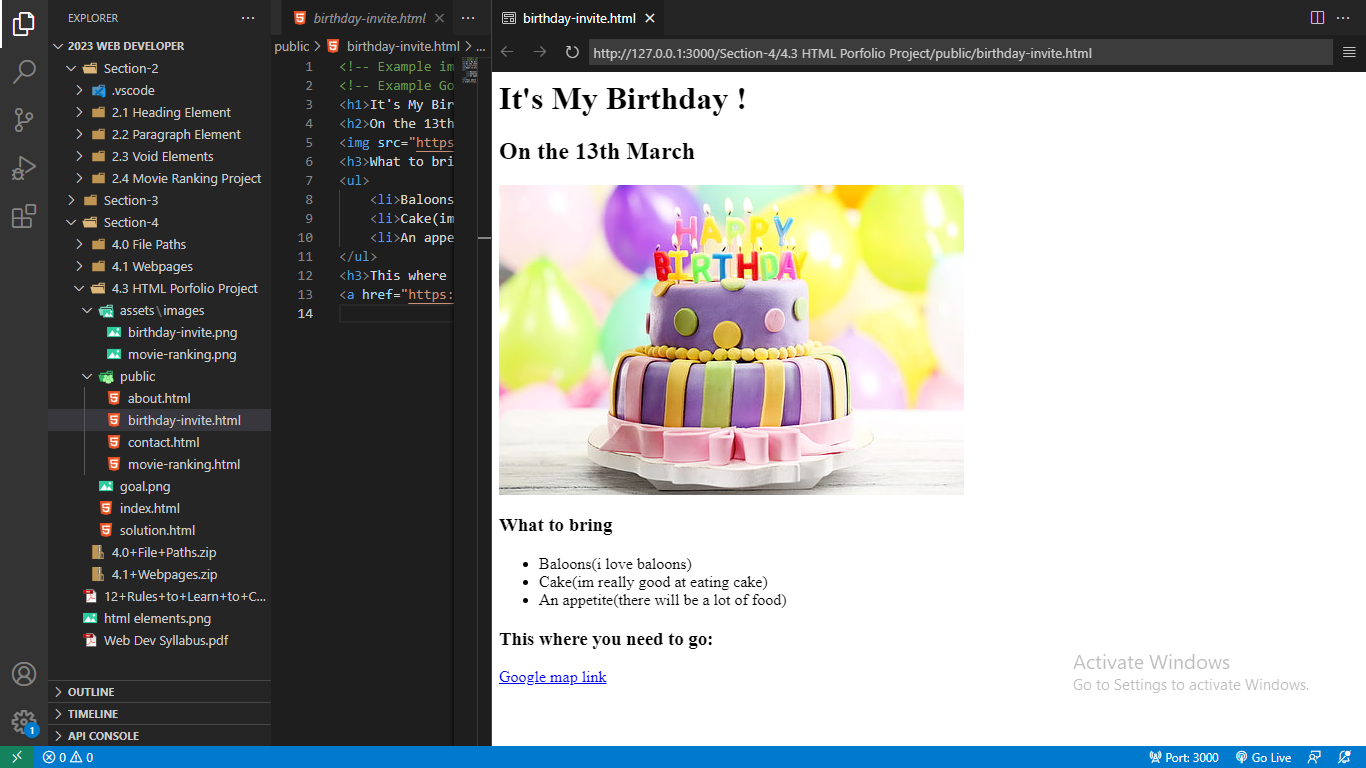 EXPLORER
2023 WEB DEVELOPER
Section-2
.vscode
2.1 Heading Element
2.2 Paragraph Element
2.3 Void Elements
2.4 Movie Ranking Project
Section-3
Section-4
4.0 File Paths
4.1 Webpages
4.3 HTML Porfolio Project
assets\images
birthday-invite.png
movie-ranking.png
public
about.html
birthday-invite.html
contact.html
movie-ranking.html
goal.png
index.html
solution.html
4.0+File+Paths.zip
4.1+Webpages.zip
12+Rules+to+Learn+to+C...
html elements.png
Web Dev Syllabus.pdf
OUTLINE
TIMELINE
API CONSOLE
birthday-invite.html
public > birthday-invite.html > ...
1 <!-- Example im
2 <!-- Example Go
3 <h1>It's My Bir
4 <h2>On the 13th
5 <img src="https
6 <h3>What to bri
7 <ul>
8 <li>Baloons
9 <li>Cake(im
10 <li>An appe
11 </ul>
12 <h3>This where
13 <a href="https:
14
birthday-invite.html
http://127.0.0.1:3000/Section-4/4.3 HTML Porfolio Project/public/birthday-invite.html
It's My Birthday !
On the 13th March
HAPPY
BIRTHDAY
What to bring
Baloons(i love baloons)
Cake(im really good at eating cake)
An appetite(there will be a lot of food)
This where you need to go:
Google map link
Activate Windows
Go to Settings to activate Windows.
1
0 0
Port: 3000
Go Live